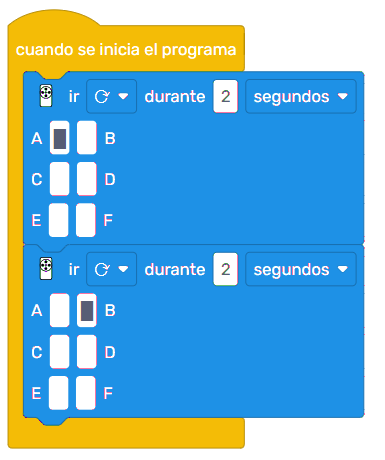 cuando se inicia el programa
ir durante 2 segundos
A B
C D
E F
ir durante 2 segundos
A B
C D
E F